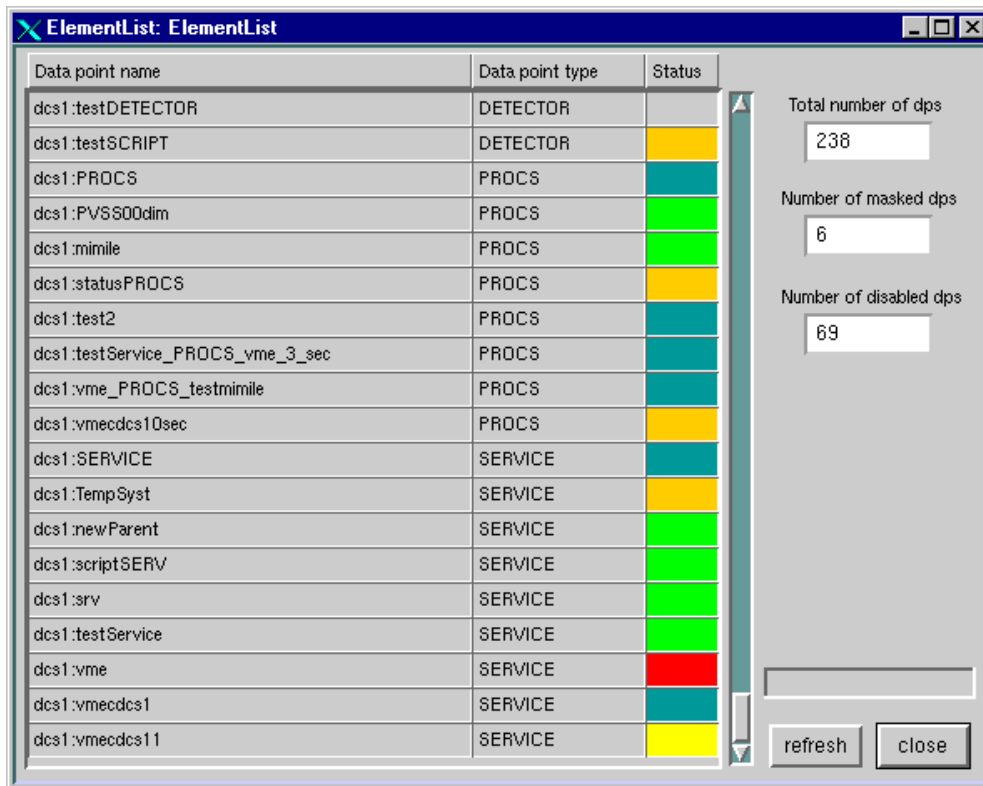 ElementList: ElementList
Data point name Data point type Status
dcs1:testDETECTOR DETECTOR
dcs1:testSCRIPT DETECTOR
dcs1:PROCS PROCS
dcs1:PVSS00dim PROCS
dcs1:mimile PROCS
dcs1:statusPROCS PROCS
dcs1:test2 PROCS
dcs1:testService_PROCS_vme_3_sec PROCS
dcs1:vme_PROCS_testmimile PROCS
dcs1:vmecdcs10sec PROCS
dcs1:SERVICE SERVICE
dcs1:TempSyst SERVICE
dcs1:newParent SERVICE
dcs1:scriptSERV SERVICE
dcs1:srv SERVICE
dcs1:testService SERVICE
dcs1:vme SERVICE
dcs1:vmecdcs1 SERVICE
dcs1:vmecdcs11 SERVICE
Total number of dps
238
Number of masked dps
6
Number of disabled dps
69
refresh close